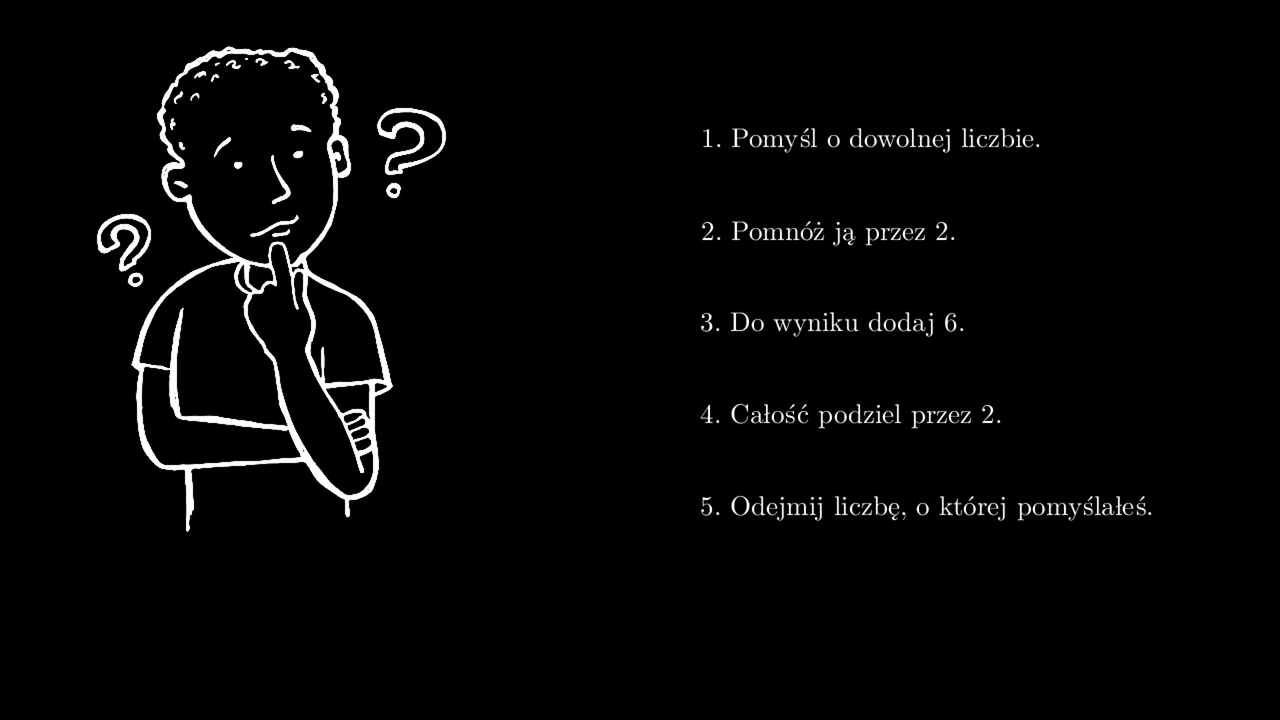 ?
?
1. Pomyśl o dowolnej liczbie.
2. Pomnóż ją przez 2.
3. Do wyniku dodaj 6.
4. Całość podziel przez 2.
5. Odejmij liczbę, o której pomyślałeś.